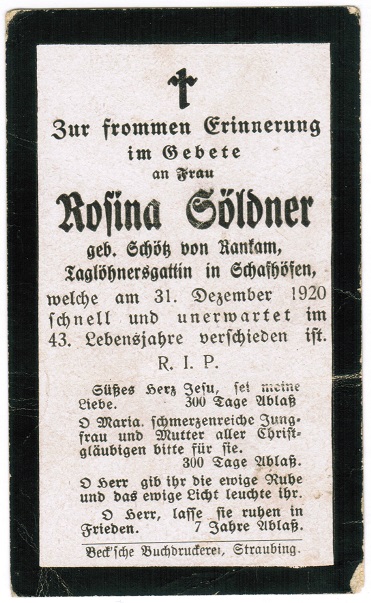 Zur frommen Erinnerung
im Gebete
an Frau
Rosina Söldner
geb. Schötz von Rankam,
Taglöhnersgattin in Schafhöfen,
welche am 31. Dezember 1920
schnell und unerwartet im
43. Lebensjahre verschieden ist.
R. I. P.
Süßes Herz Jesu, sei meine
Liebe. 300 Tage Ablaß
O Maria, schmerzenreiche Jung-
frau und Mutter aller Christ-
gläubigen bitte für sie.
300 Tage Ablaß.
O Herr gib ihr die ewige Ruhe
und das ewige Licht leuchte ihr.
O Herr, lasse sie ruhen in
Frieden. 7 Jahre Ablaß.
Beck'sche Buchdruckerei, Straubing.